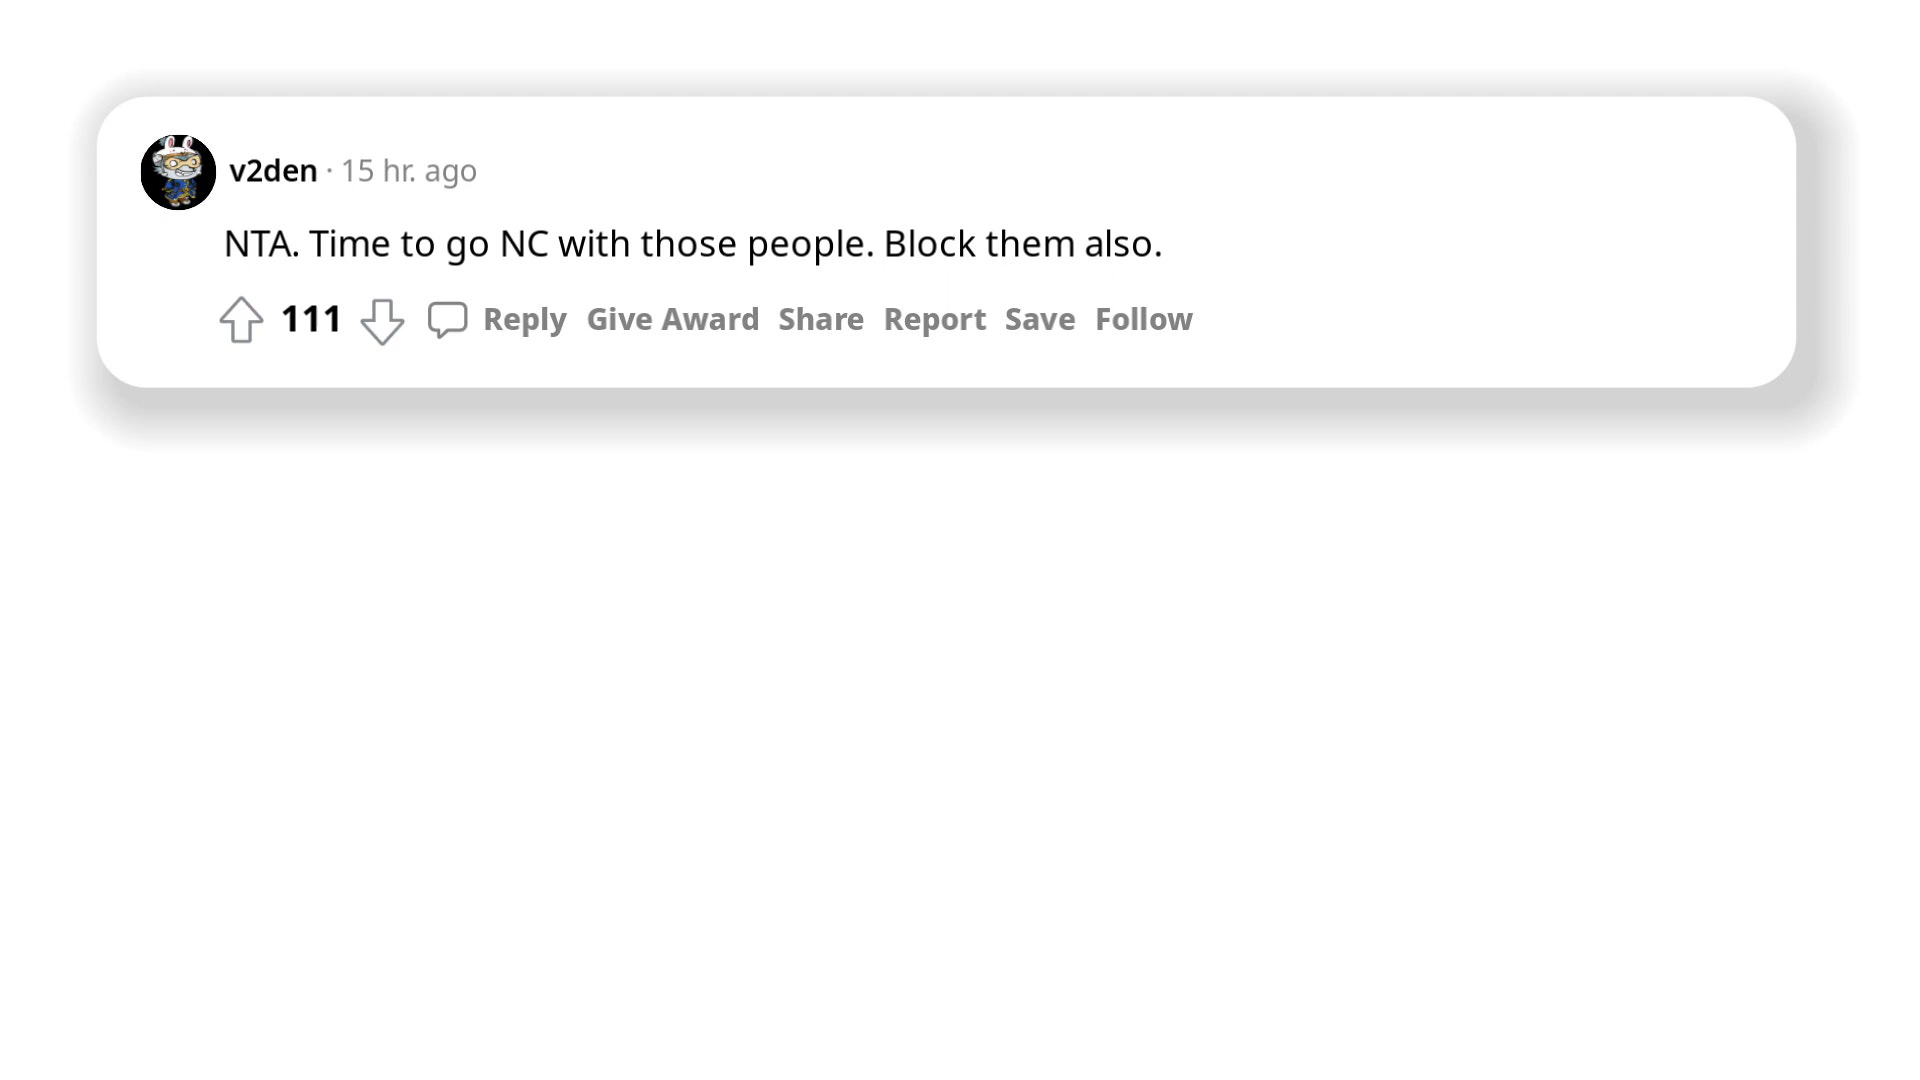 v2den · 15 hr. ago
NTA. Time to go NC with those people. Block them also.
111 Reply Give Award Share Report Save Follow